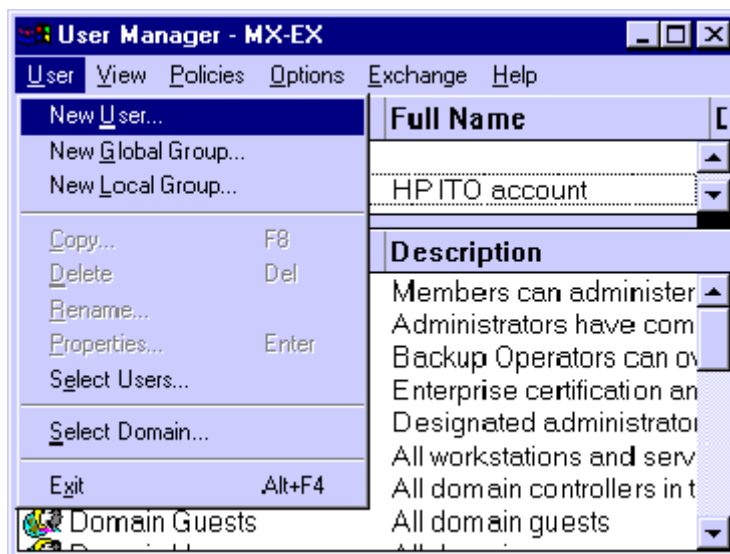 User Manager - MX-EX
User View Policies Options Exchange Help
New User...
New Global Group...
New Local Group...
Copy... F8
Delete Del
Rename...
Properties... Enter
Select Users...
Select Domain...
Exit Alt+F4
Full Name
HP ITO account
Description
Members can administer
Administrators have com
Backup Operators can ov
Enterprise certification an
Designated administrator
All workstations and serv
All domain controllers in t
Domain Guests All domain guests